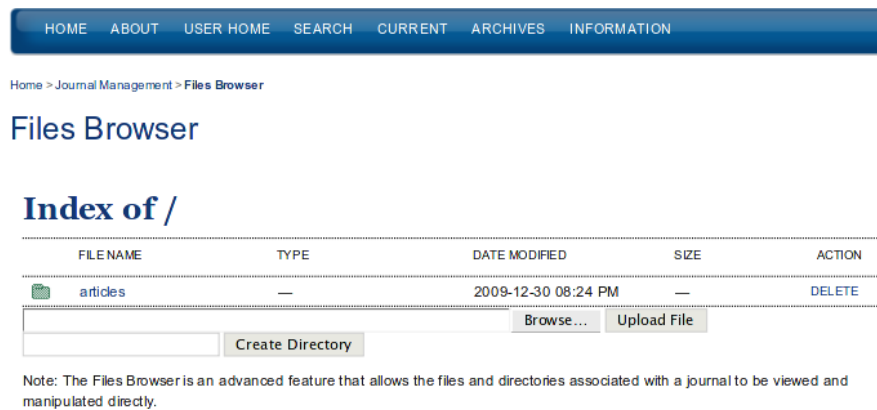 HOME ABOUT USER HOME SEARCH CURRENT ARCHIVES INFORMATION
Home > Journal Management > Files Browser
Files Browser
Index of /
FILENAME TYPE DATE MODIFIED SIZE ACTION
articles — 2009-12-30 08:24 PM — DELETE
Browse... Upload File
Create Directory
Note: The Files Browser is an advanced feature that allows the files and directories associated with a journal to be viewed and
manipulated directly.